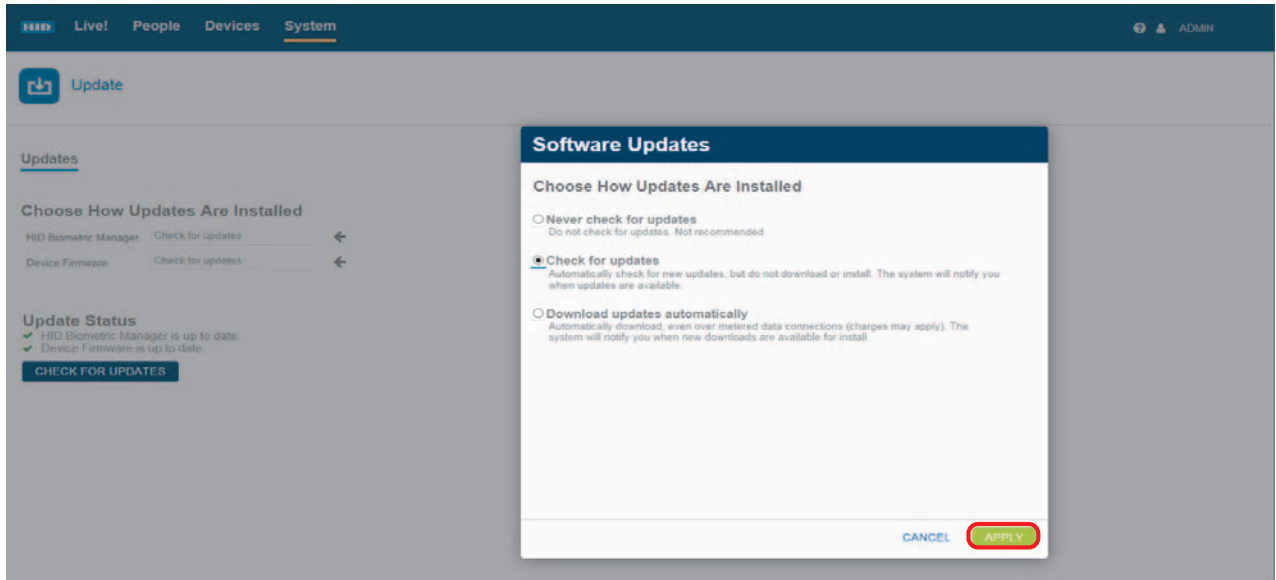 HID Live! People Devices System ADMIN
Update
Updates
Choose How Updates Are Installed
HID Biometric Manager Check for updates
Device Firmware Check for updates
Update Status
HID Biometric Manager is up to date.
Device Firmware is up to date.
CHECK FOR UPDATES
Software Updates
Choose How Updates Are Installed
Never check for updates
Do not check for updates. Not recommended.
Check for updates
Automatically check for new updates, but do not download or install. The system will notify you
when updates are available.
Download updates automatically
Automatically download, even over metered data connections (charges may apply). The
system will notify you when new downloads are available for install.
CANCEL APPLY